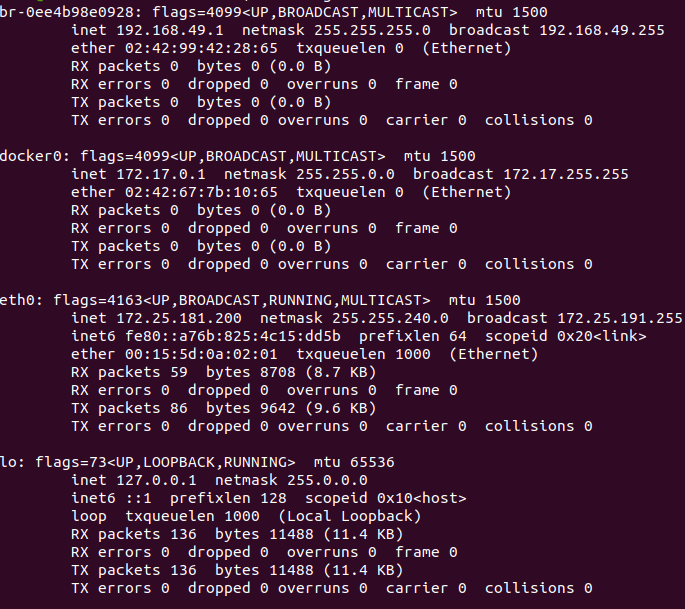 br-0ee4b98e0928: flags=4099<UP,BROADCAST,MULTICAST>  mtu 1500
        inet 192.168.49.1  netmask 255.255.255.0  broadcast 192.168.49.255
        ether 02:42:99:42:28:65  txqueuelen 0  (Ethernet)
        RX packets 0  bytes 0 (0.0 B)
        RX errors 0  dropped 0  overruns 0  frame 0
        TX packets 0  bytes 0 (0.0 B)
        TX errors 0  dropped 0 overruns 0  carrier 0  collisions 0

docker0: flags=4099<UP,BROADCAST,MULTICAST>  mtu 1500
        inet 172.17.0.1  netmask 255.255.0.0  broadcast 172.17.255.255
        ether 02:42:67:7b:10:65  txqueuelen 0  (Ethernet)
        RX packets 0  bytes 0 (0.0 B)
        RX errors 0  dropped 0  overruns 0  frame 0
        TX packets 0  bytes 0 (0.0 B)
        TX errors 0  dropped 0 overruns 0  carrier 0  collisions 0

eth0: flags=4163<UP,BROADCAST,RUNNING,MULTICAST>  mtu 1500
        inet 172.25.181.200  netmask 255.255.240.0  broadcast 172.25.191.255
        inet6 fe80::a76b:825:4c15:dd5b  prefixlen 64  scopeid 0x20<link>
        ether 00:15:5d:0a:02:01  txqueuelen 1000  (Ethernet)
        RX packets 59  bytes 8708 (8.7 KB)
        RX errors 0  dropped 0  overruns 0  frame 0
        TX packets 86  bytes 9642 (9.6 KB)
        TX errors 0  dropped 0 overruns 0  carrier 0  collisions 0

lo: flags=73<UP,LOOPBACK,RUNNING>  mtu 65536
        inet 127.0.0.1  netmask 255.0.0.0
        inet6 ::1  prefixlen 128  scopeid 0x10<host>
        loop  txqueuelen 1000  (Local Loopback)
        RX packets 136  bytes 11488 (11.4 KB)
        RX errors 0  dropped 0  overruns 0  frame 0
        TX packets 136  bytes 11488 (11.4 KB)
        TX errors 0  dropped 0 overruns 0  carrier 0  collisions 0